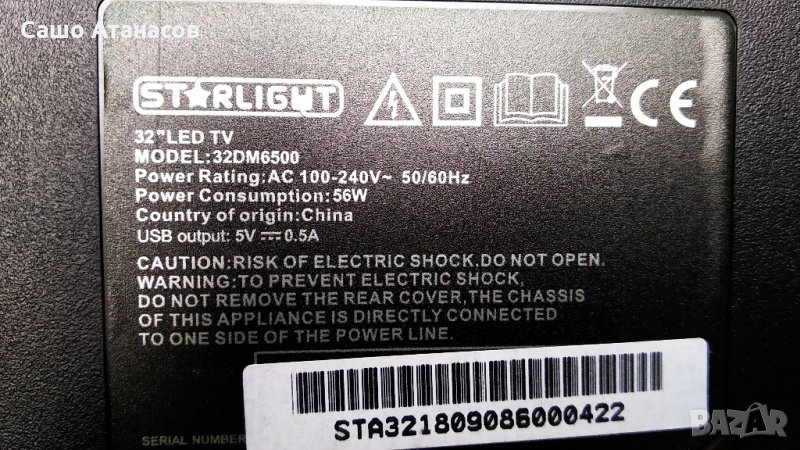 Сашо Атанасов
STARLIGHT
32"LED TV
MODEL:32DM6500
Power Rating:AC 100-240V~ 50/60Hz
Power Consumption:56W
Country of origin:China
USB output: 5V⎓0.5A
CAUTION:RISK OF ELECTRIC SHOCK.DO NOT OPEN.
WARNING:TO PREVENT ELECTRIC SHOCK,
DO NOT REMOVE THE REAR COVER,THE CHASSIS
OF THIS APPLIANCE IS DIRECTLY CONNECTED
TO ONE SIDE OF THE POWER LINE.
STA321809086000422
SERIAL NUMBER
BAZAR